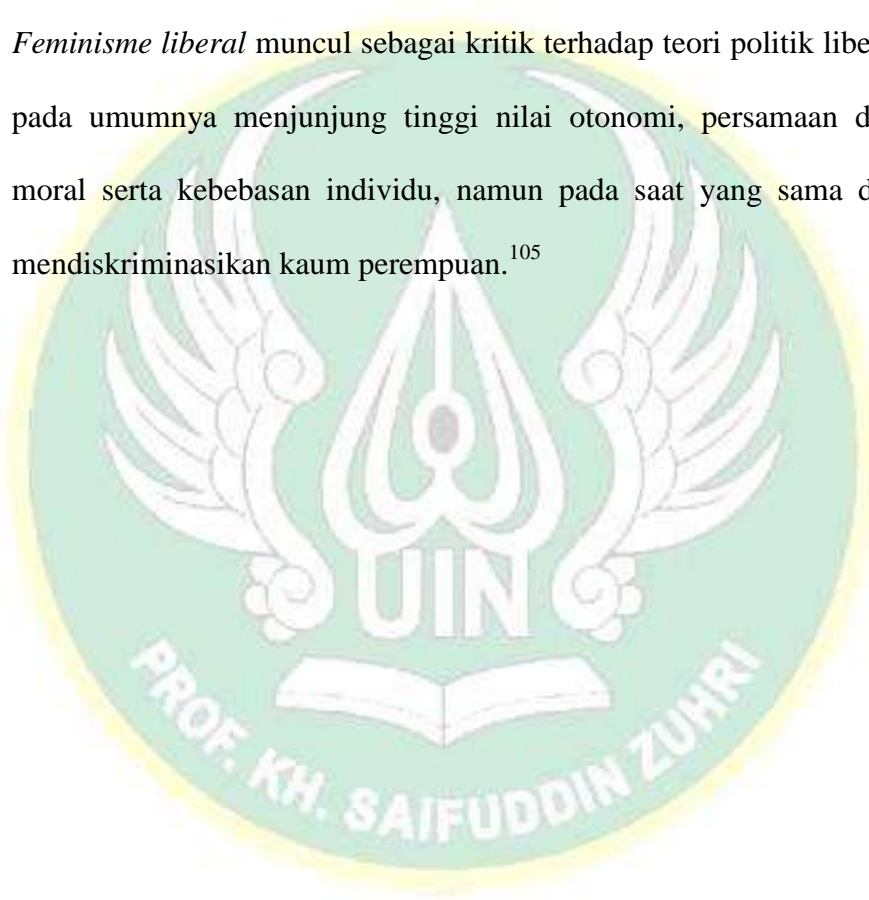 Feminisme liberal muncul sebagai kritik terhadap teori politik libe
pada umumnya menjunjung tinggi nilai otonomi, persamaan d
moral serta kebebasan individu, namun pada saat yang sama d
mendiskriminasikan kaum perempuan.105
UIN
PROF. KH. SAIFUDDIN ZUHRI